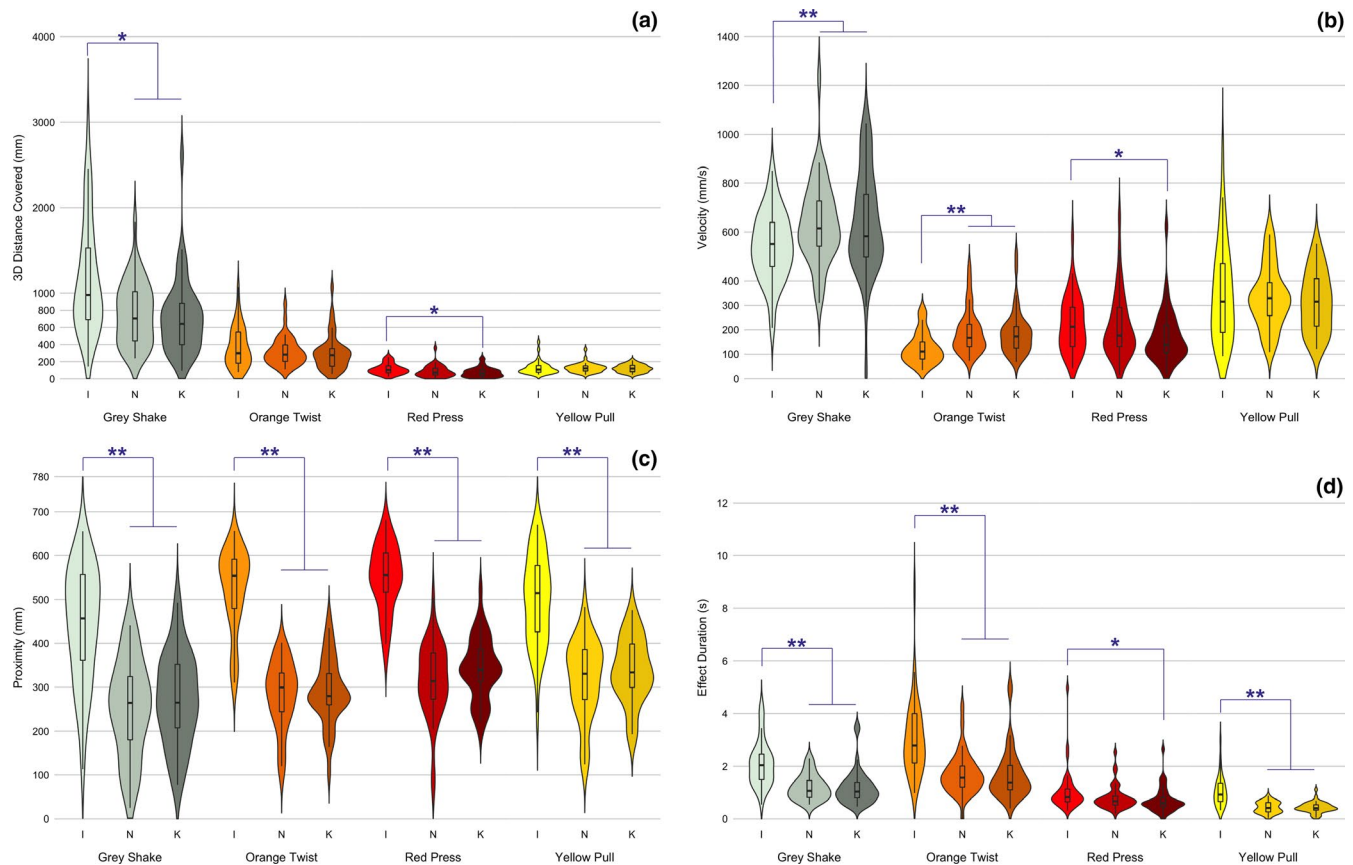 (a)
*
*
3D Distance Covered (mm)
4000
3000
2000
1000
800
600
400
200
0
I N K I N K I N K I N K
Grey Shake Orange Twist Red Press Yellow Pull
(b)
**
**
*
Velocity (mm/s)
1400
1200
1000
800
600
400
300
200
100
0
I N K I N K I N K I N K
Grey Shake Orange Twist Red Press Yellow Pull
(c)
** ** ** **
Proximity (mm)
780
700
600
500
400
300
200
100
0
I N K I N K I N K I N K
Grey Shake Orange Twist Red Press Yellow Pull
(d)
**
**
*
**
Effect Duration (s)
12
10
8
6
4
2
0
I N K I N K I N K I N K
Grey Shake Orange Twist Red Press Yellow Pull